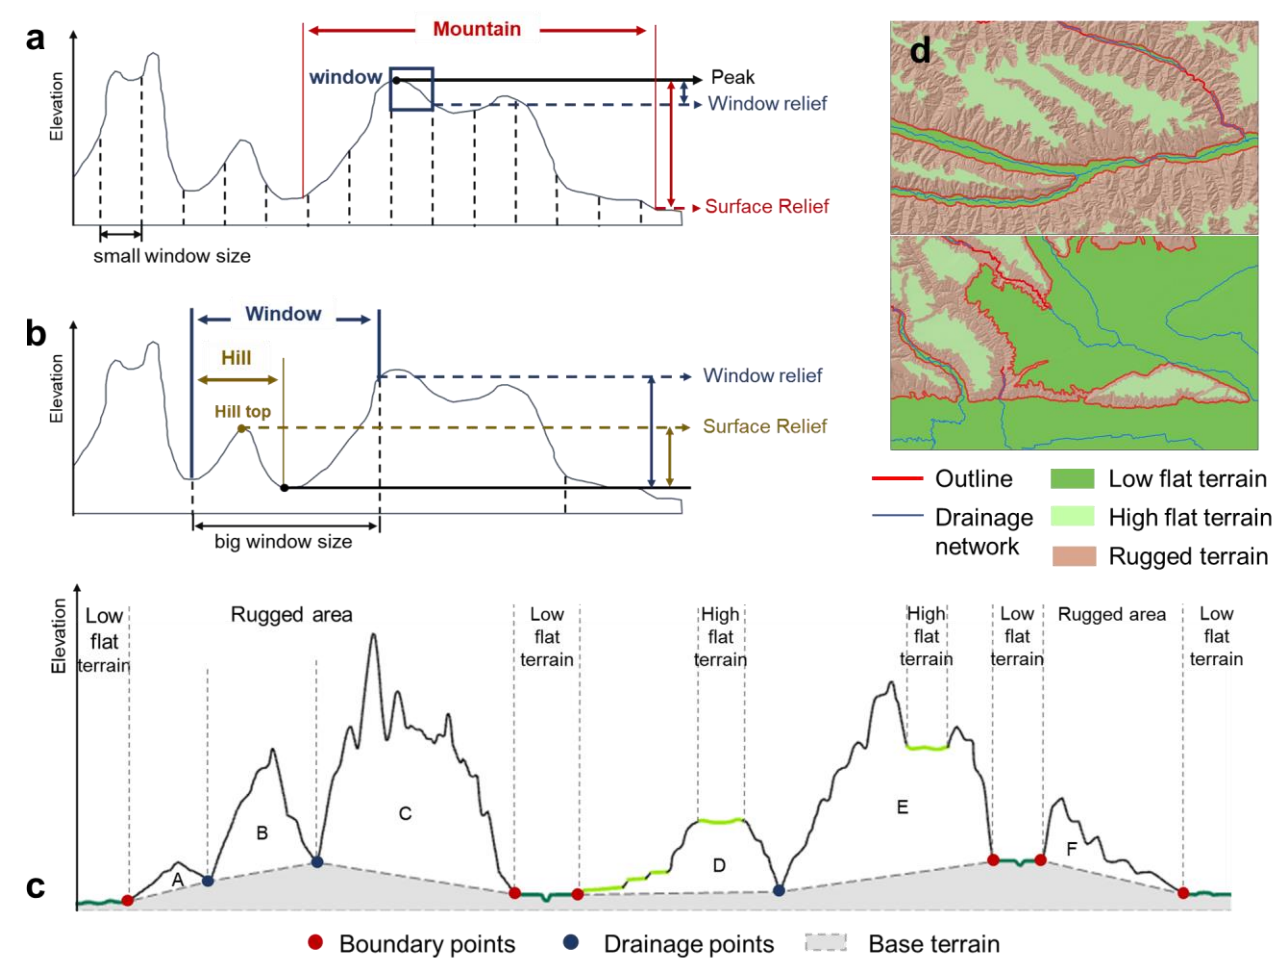 a
Elevation
Mountain
window
Peak
Window relief
Surface Relief
small window size
b
Elevation
Window
Hill
Hill top
Window relief
Surface Relief
big window size
d
Outline
Drainage
network
Low flat terrain
High flat terrain
Rugged terrain
c
Elevation
Low
flat
terrain
Rugged area
Low
flat
terrain
High
flat
terrain
High
flat
terrain
Low
flat
terrain
Rugged area
Low
flat
terrain
A
B
C
D
E
F
Boundary points
Drainage points
Base terrain